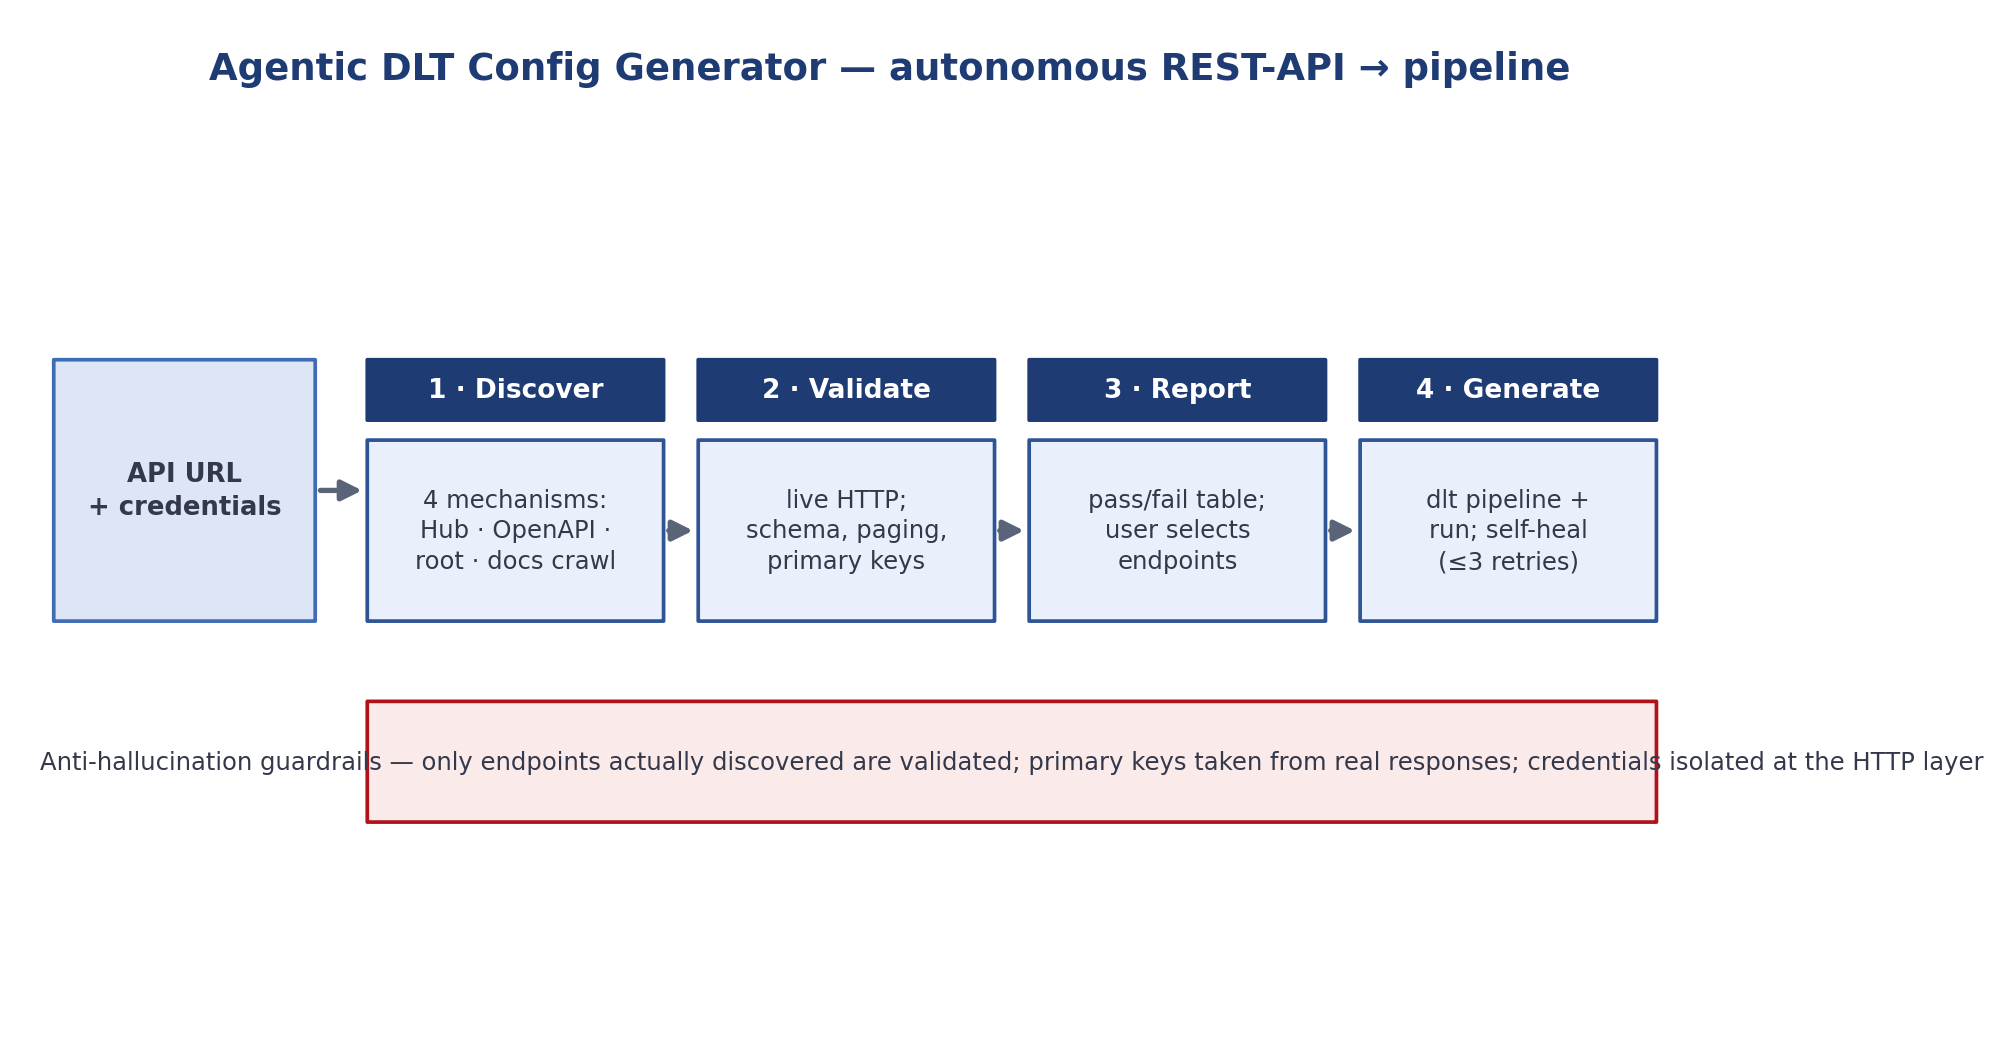 Agentic DLT Config Generator — autonomous REST-API → pipeline
API URL
+ credentials
1 · Discover
4 mechanisms:
Hub · OpenAPI ·
root · docs crawl
2 · Validate
live HTTP;
schema, paging,
primary keys
3 · Report
pass/fail table;
user selects
endpoints
4 · Generate
dlt pipeline +
run; self-heal
(≤3 retries)
Anti-hallucination guardrails — only endpoints actually discovered are validated; primary keys taken from real responses; credentials isolated at the HTTP layer